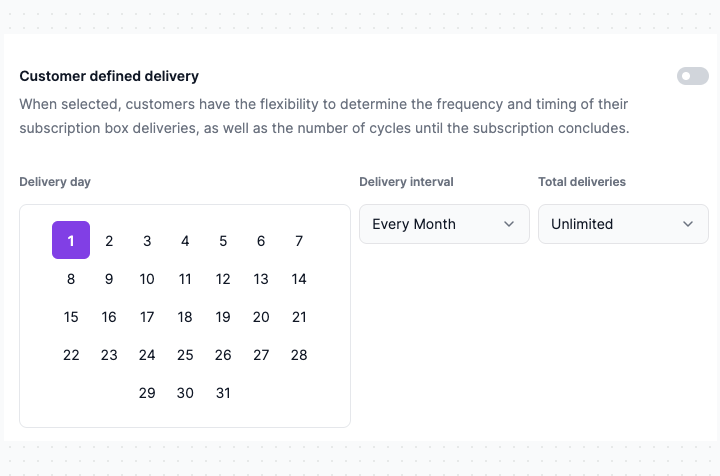 Customer defined delivery
When selected, customers have the flexibility to determine the frequency and timing of their
subscription box deliveries, as well as the number of cycles until the subscription concludes.
Delivery day
Delivery interval
Total deliveries
Every Month
Unlimited
1 2 3 4 5 6 7
8 9 10 11 12 13 14
15 16 17 18 19 20 21
22 23 24 25 26 27 28
29 30 31